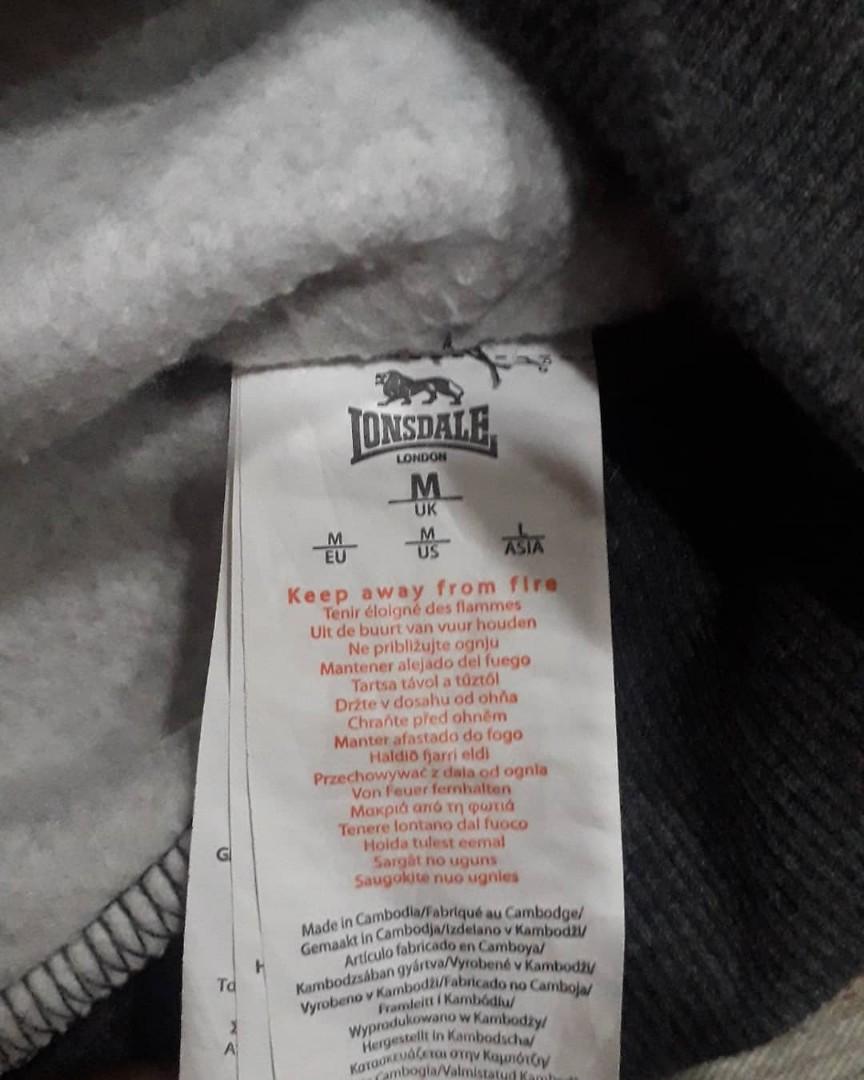 LONSDALE
LONDON
M
UK
M M L
EU US ASIA
Keep away from fire
Tenir éloigné des flammes
Uit de buurt van vuur houden
Ne približujte ognju
Mantener alejado del fuego
Tartsa távol a tűztől
Držte v dosahu od ohňa
Chraňte před ohněm
Manter afastado do fogo
Haldið fjarri eldi
Przechowywać z dala od ognia
Von Feuer fernhalten
Μακριά από τη φωτιά
Tenere lontano dal fuoco
Hoida tulest eemal
Sargāt no uguns
Saugokite nuo ugnies
Made in Cambodia/Fabriqué au Cambodge/
Gemaakt in Cambodja/Izdelano v Kambodži/
Artículo fabricado en Camboya/
Kambodzsában gyártva/Vyrobené v Kambodži/
Vyrobeno v Kambodži/Fabricado no Camboja/
Framleitt í Kambódíu/
Wyprodukowano w Kambodży/
Hergestellt in Kambodscha/
Κατασκευάζεται στην Καμπότζη/
Cambogia/Valmistatud
G
H
To
Σ
A